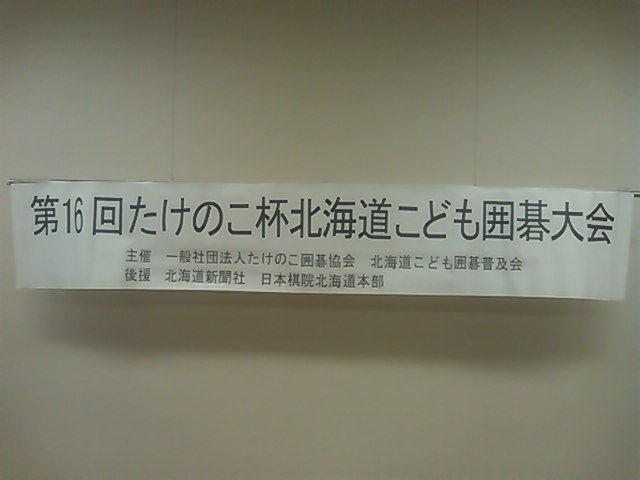 第16回たけのこ杯北海道こども囲碁大会
主催　一般社団法人たけのこ囲碁協会　北海道こども囲碁普及会
後援　北海道新聞社　日本棋院北海道本部